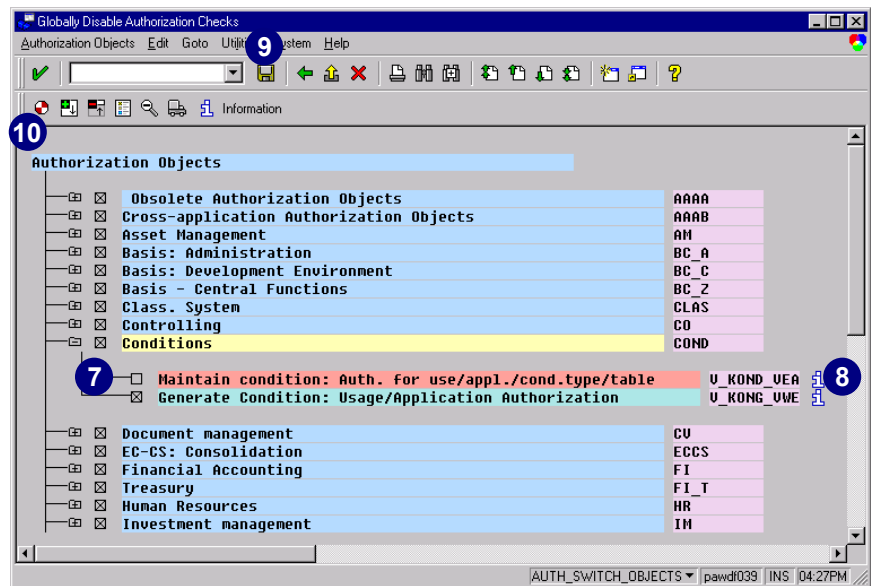 Globally Disable Authorization Checks
Authorization Objects Edit Goto Utilities System Help
9
Information
10
Authorization Objects
Obsolete Authorization Objects AAAA
Cross-application Authorization Objects AAAB
Asset Management AM
Basis: Administration BC_A
Basis: Development Environment BC_C
Basis - Central Functions BC_Z
Class. System CLAS
Controlling CO
Conditions COND
7 Maintain condition: Auth. for use/appl./cond.type/table V_KOND_VEA 8
Generate Condition: Usage/Application Authorization V_KONG_VWE
Document management CV
EC-CS: Consolidation ECCS
Financial Accounting FI
Treasury FI_T
Human Resources HR
Investment management IM
AUTH_SWITCH_OBJECTS pawdf039 INS 04:27PM